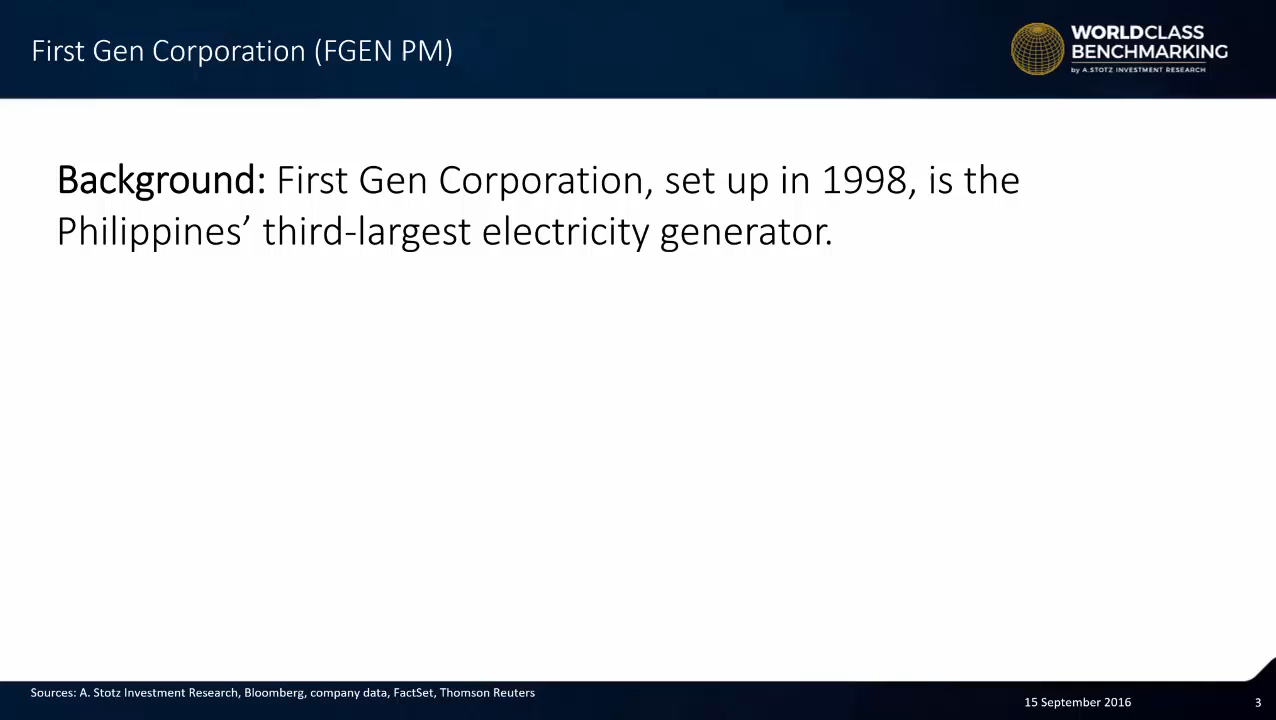 First Gen Corporation (FGEN PM)
WORLDCLASS
BENCHMARKING
by A.STOTZ INVESTMENT RESEARCH
Background: First Gen Corporation, set up in 1998, is the
Philippines’ third-largest electricity generator.
Sources: A. Stotz Investment Research, Bloomberg, company data, FactSet, Thomson Reuters
15 September 2016
3